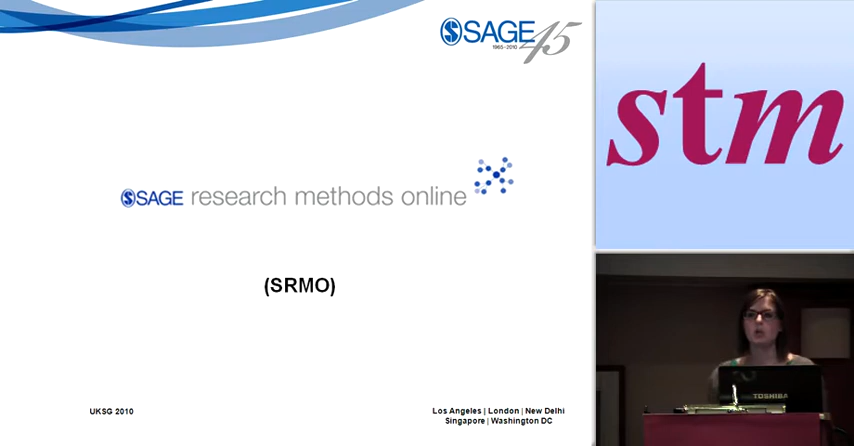 SAGE 45
1965-2010
SAGE research methods online
(SRMO)
UKSG 2010
Los Angeles | London | New Delhi
Singapore | Washington DC
stm
TOSHIBA